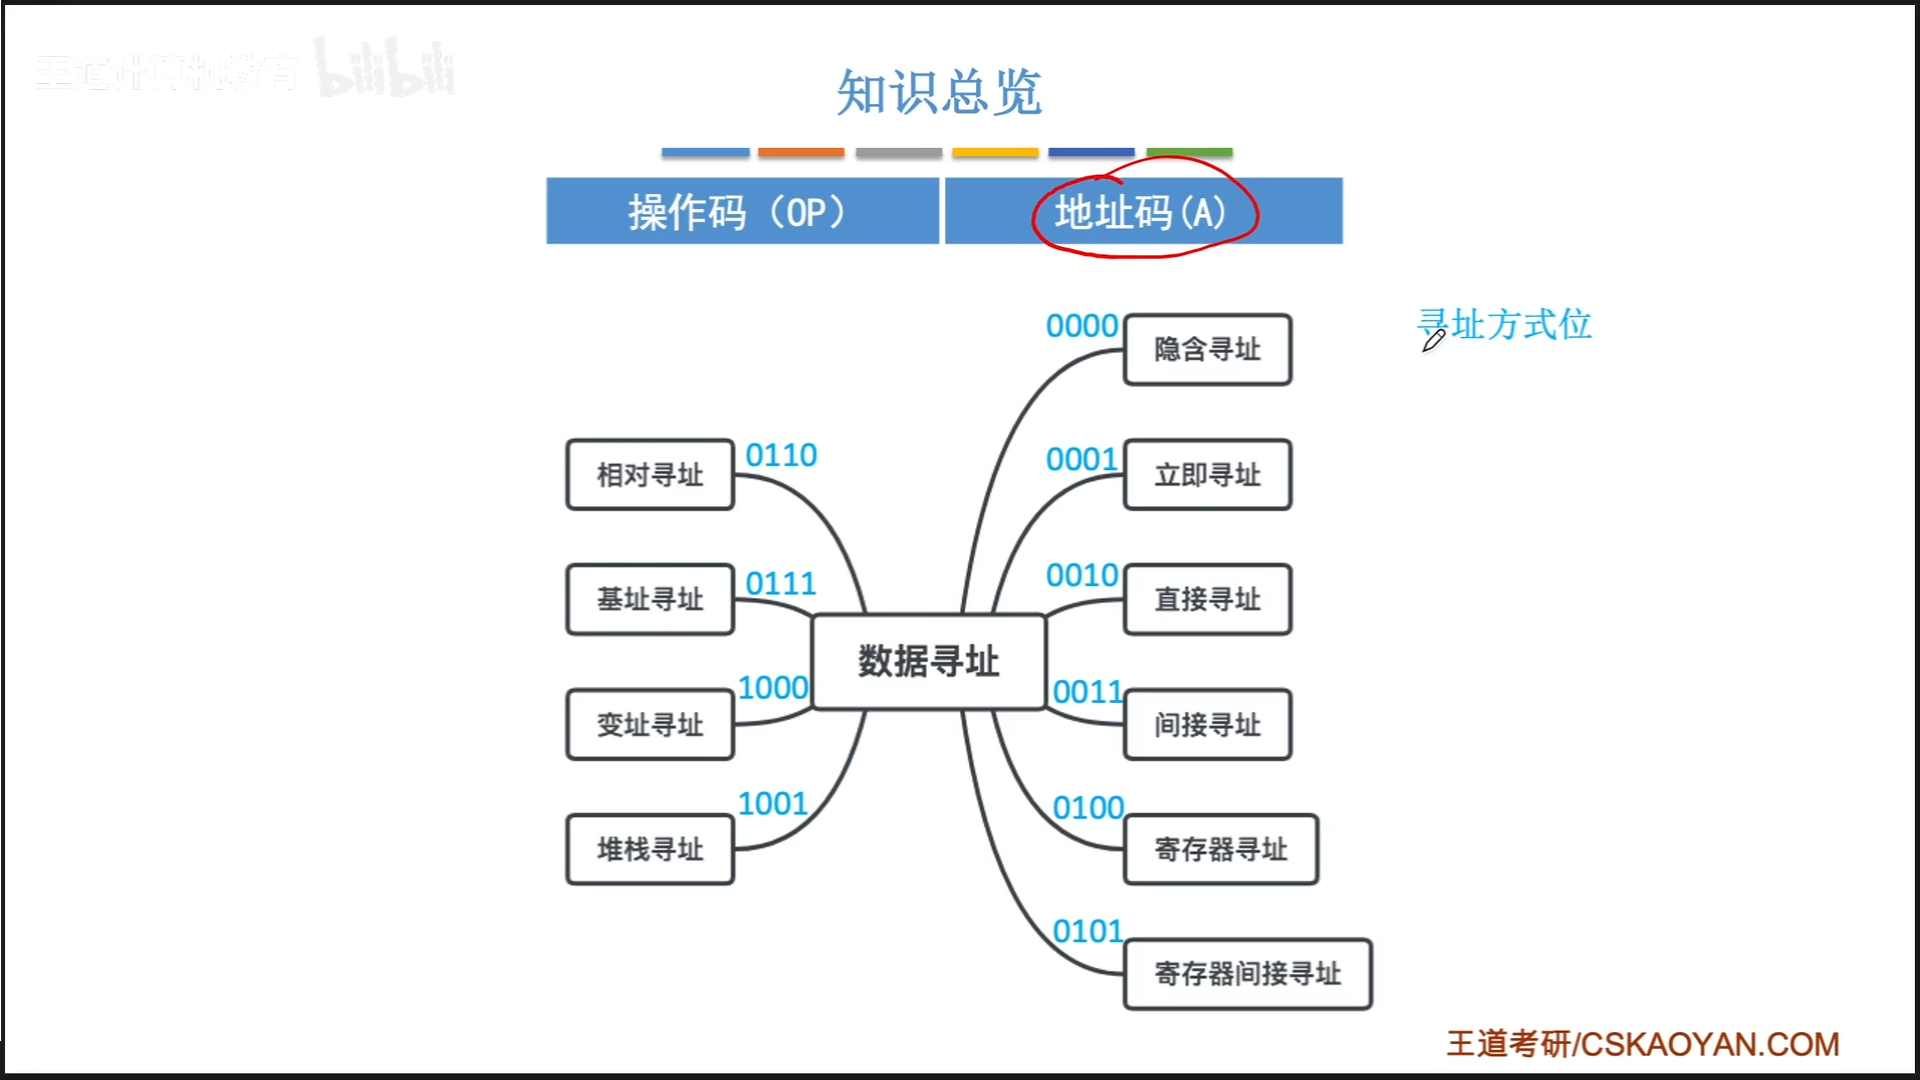 王道计算机教育 bilibili
知识总览
操作码（OP） 地址码(A)
0000 隐含寻址
寻址方式位
0001 立即寻址
0010 直接寻址
0011 间接寻址
0100 寄存器寻址
0101 寄存器间接寻址
相对寻址 0110
基址寻址 0111
变址寻址 1000
堆栈寻址 1001
数据寻址
王道考研/CSKAOYAN.COM